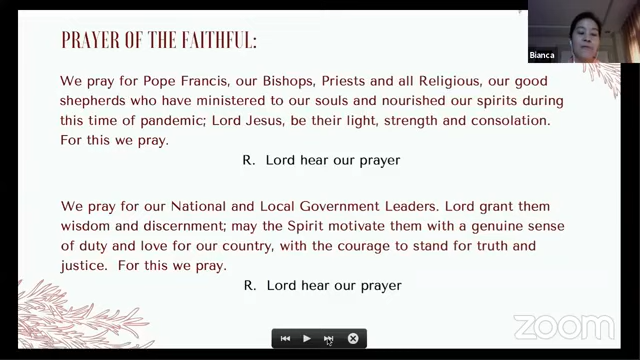 PRAYER OF THE FAITHFUL:
Bianca
We pray for Pope Francis, our Bishops, Priests and all Religious, our good
shepherds who have ministered to our souls and nourished our spirits during
this time of pandemic; Lord Jesus, be their light, strength and consolation.
For this we pray.
R. Lord hear our prayer
We pray for our National and Local Government Leaders. Lord grant them
wisdom and discernment; may the Spirit motivate them with a genuine sense
of duty and love for our country, with the courage to stand for truth and
justice. For this we pray.
R. Lord hear our prayer
zoom